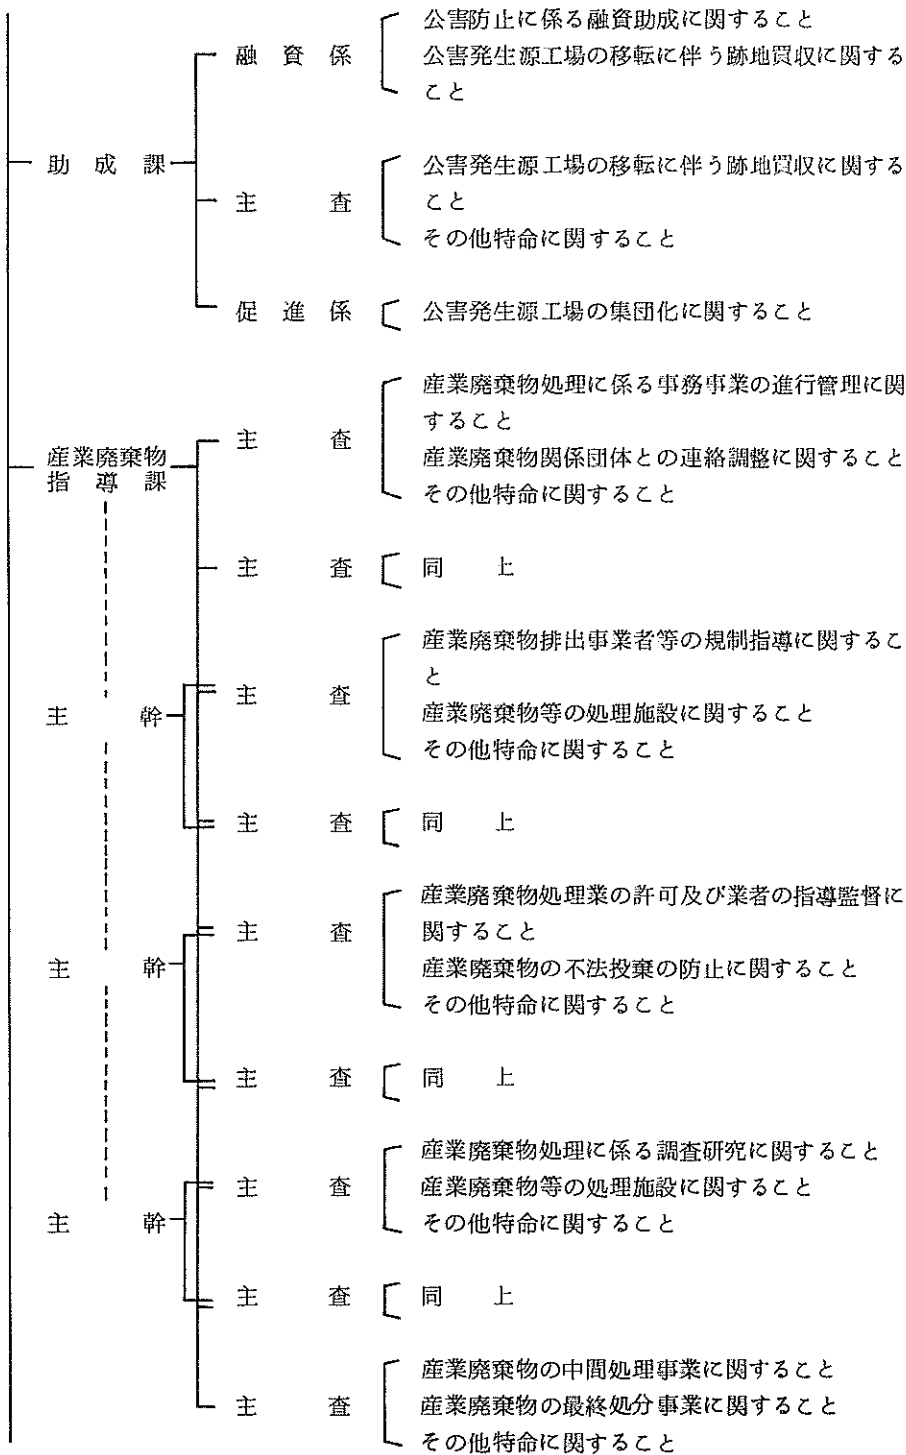 公害防止に係る融資助成に関すること
融資係 公害発生源工場の移転に伴う跡地買収に関する
こと
助成課
公害発生源工場の移転に伴う跡地買収に関する
主査 こと
その他特命に関すること
促進係 公害発生源工場の集団化に関すること
産業廃棄物処理に係る事務事業の進行管理に関
主査 すること
産業廃棄物 産業廃棄物関係団体との連絡調整に関すること
指導課 その他特命に関すること
主査 同上
産業廃棄物排出事業者等の規制指導に関するこ
主査 と
主幹 産業廃棄物等の処理施設に関すること
その他特命に関すること
主査 同上
産業廃棄物処理業の許可及び業者の指導監督に
主査 関すること
主幹 産業廃棄物の不法投棄の防止に関すること
その他特命に関すること
主査 同上
産業廃棄物処理に係る調査研究に関すること
主査 産業廃棄物等の処理施設に関すること
主幹 その他特命に関すること
主査 同上
産業廃棄物の中間処理事業に関すること
主査 産業廃棄物の最終処分事業に関すること
その他特命に関すること